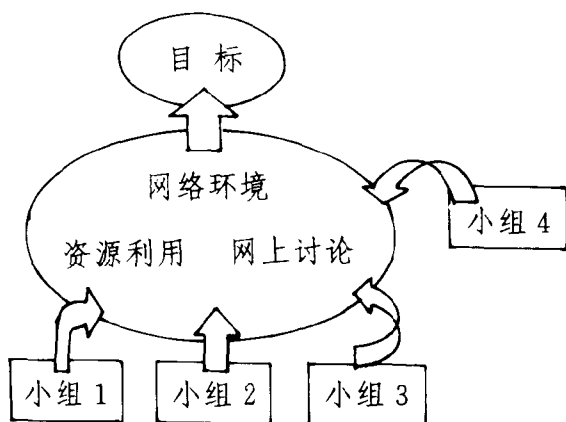 目 标
网络环境
资源利用 网上讨论
小组 4
小组 1 小组 2 小组 3